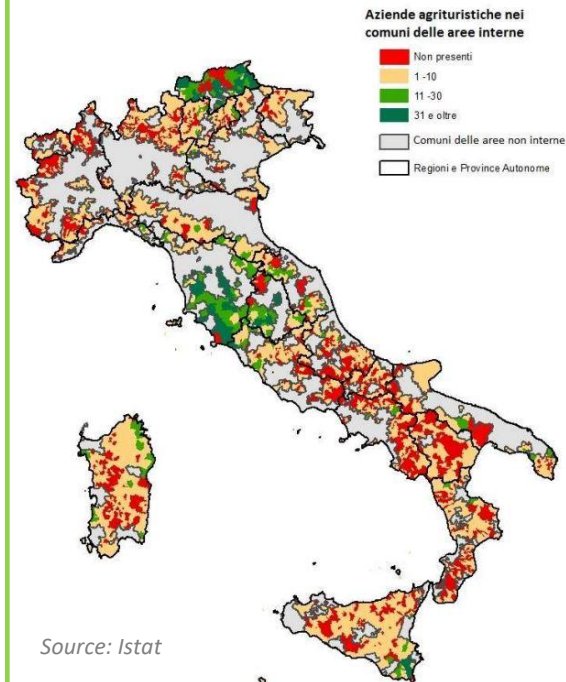 Aziende agrituristiche nei
comuni delle aree interne
Non presenti
1 -10
11 -30
31 e oltre
Comuni delle aree non interne
Regioni e Province Autonome
Source: Istat